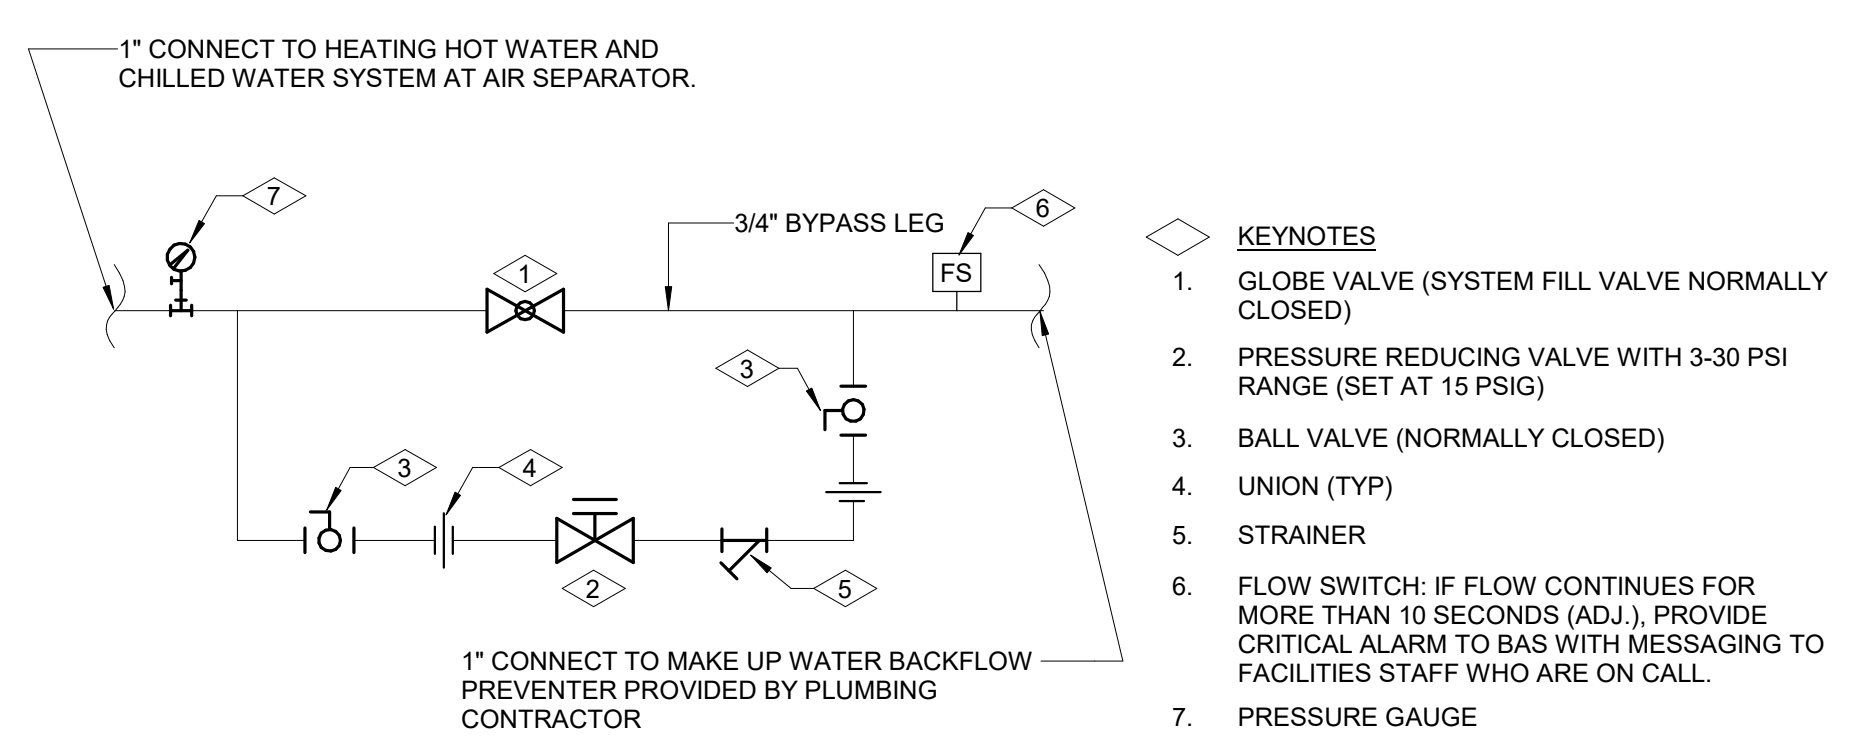 1" CONNECT TO HEATING HOT WATER AND
CHILLED WATER SYSTEM AT AIR SEPARATOR.
7
6
3/4" BYPASS LEG
FS
1
3
3
4
2
5
1" CONNECT TO MAKE UP WATER BACKFLOW
PREVENTER PROVIDED BY PLUMBING
CONTRACTOR
KEYNOTES
1. GLOBE VALVE (SYSTEM FILL VALVE NORMALLY
CLOSED)
2. PRESSURE REDUCING VALVE WITH 3-30 PSI
RANGE (SET AT 15 PSIG)
3. BALL VALVE (NORMALLY CLOSED)
4. UNION (TYP)
5. STRAINER
6. FLOW SWITCH: IF FLOW CONTINUES FOR
MORE THAN 10 SECONDS (ADJ.), PROVIDE
CRITICAL ALARM TO BAS WITH MESSAGING TO
FACILITIES STAFF WHO ARE ON CALL.
7. PRESSURE GAUGE